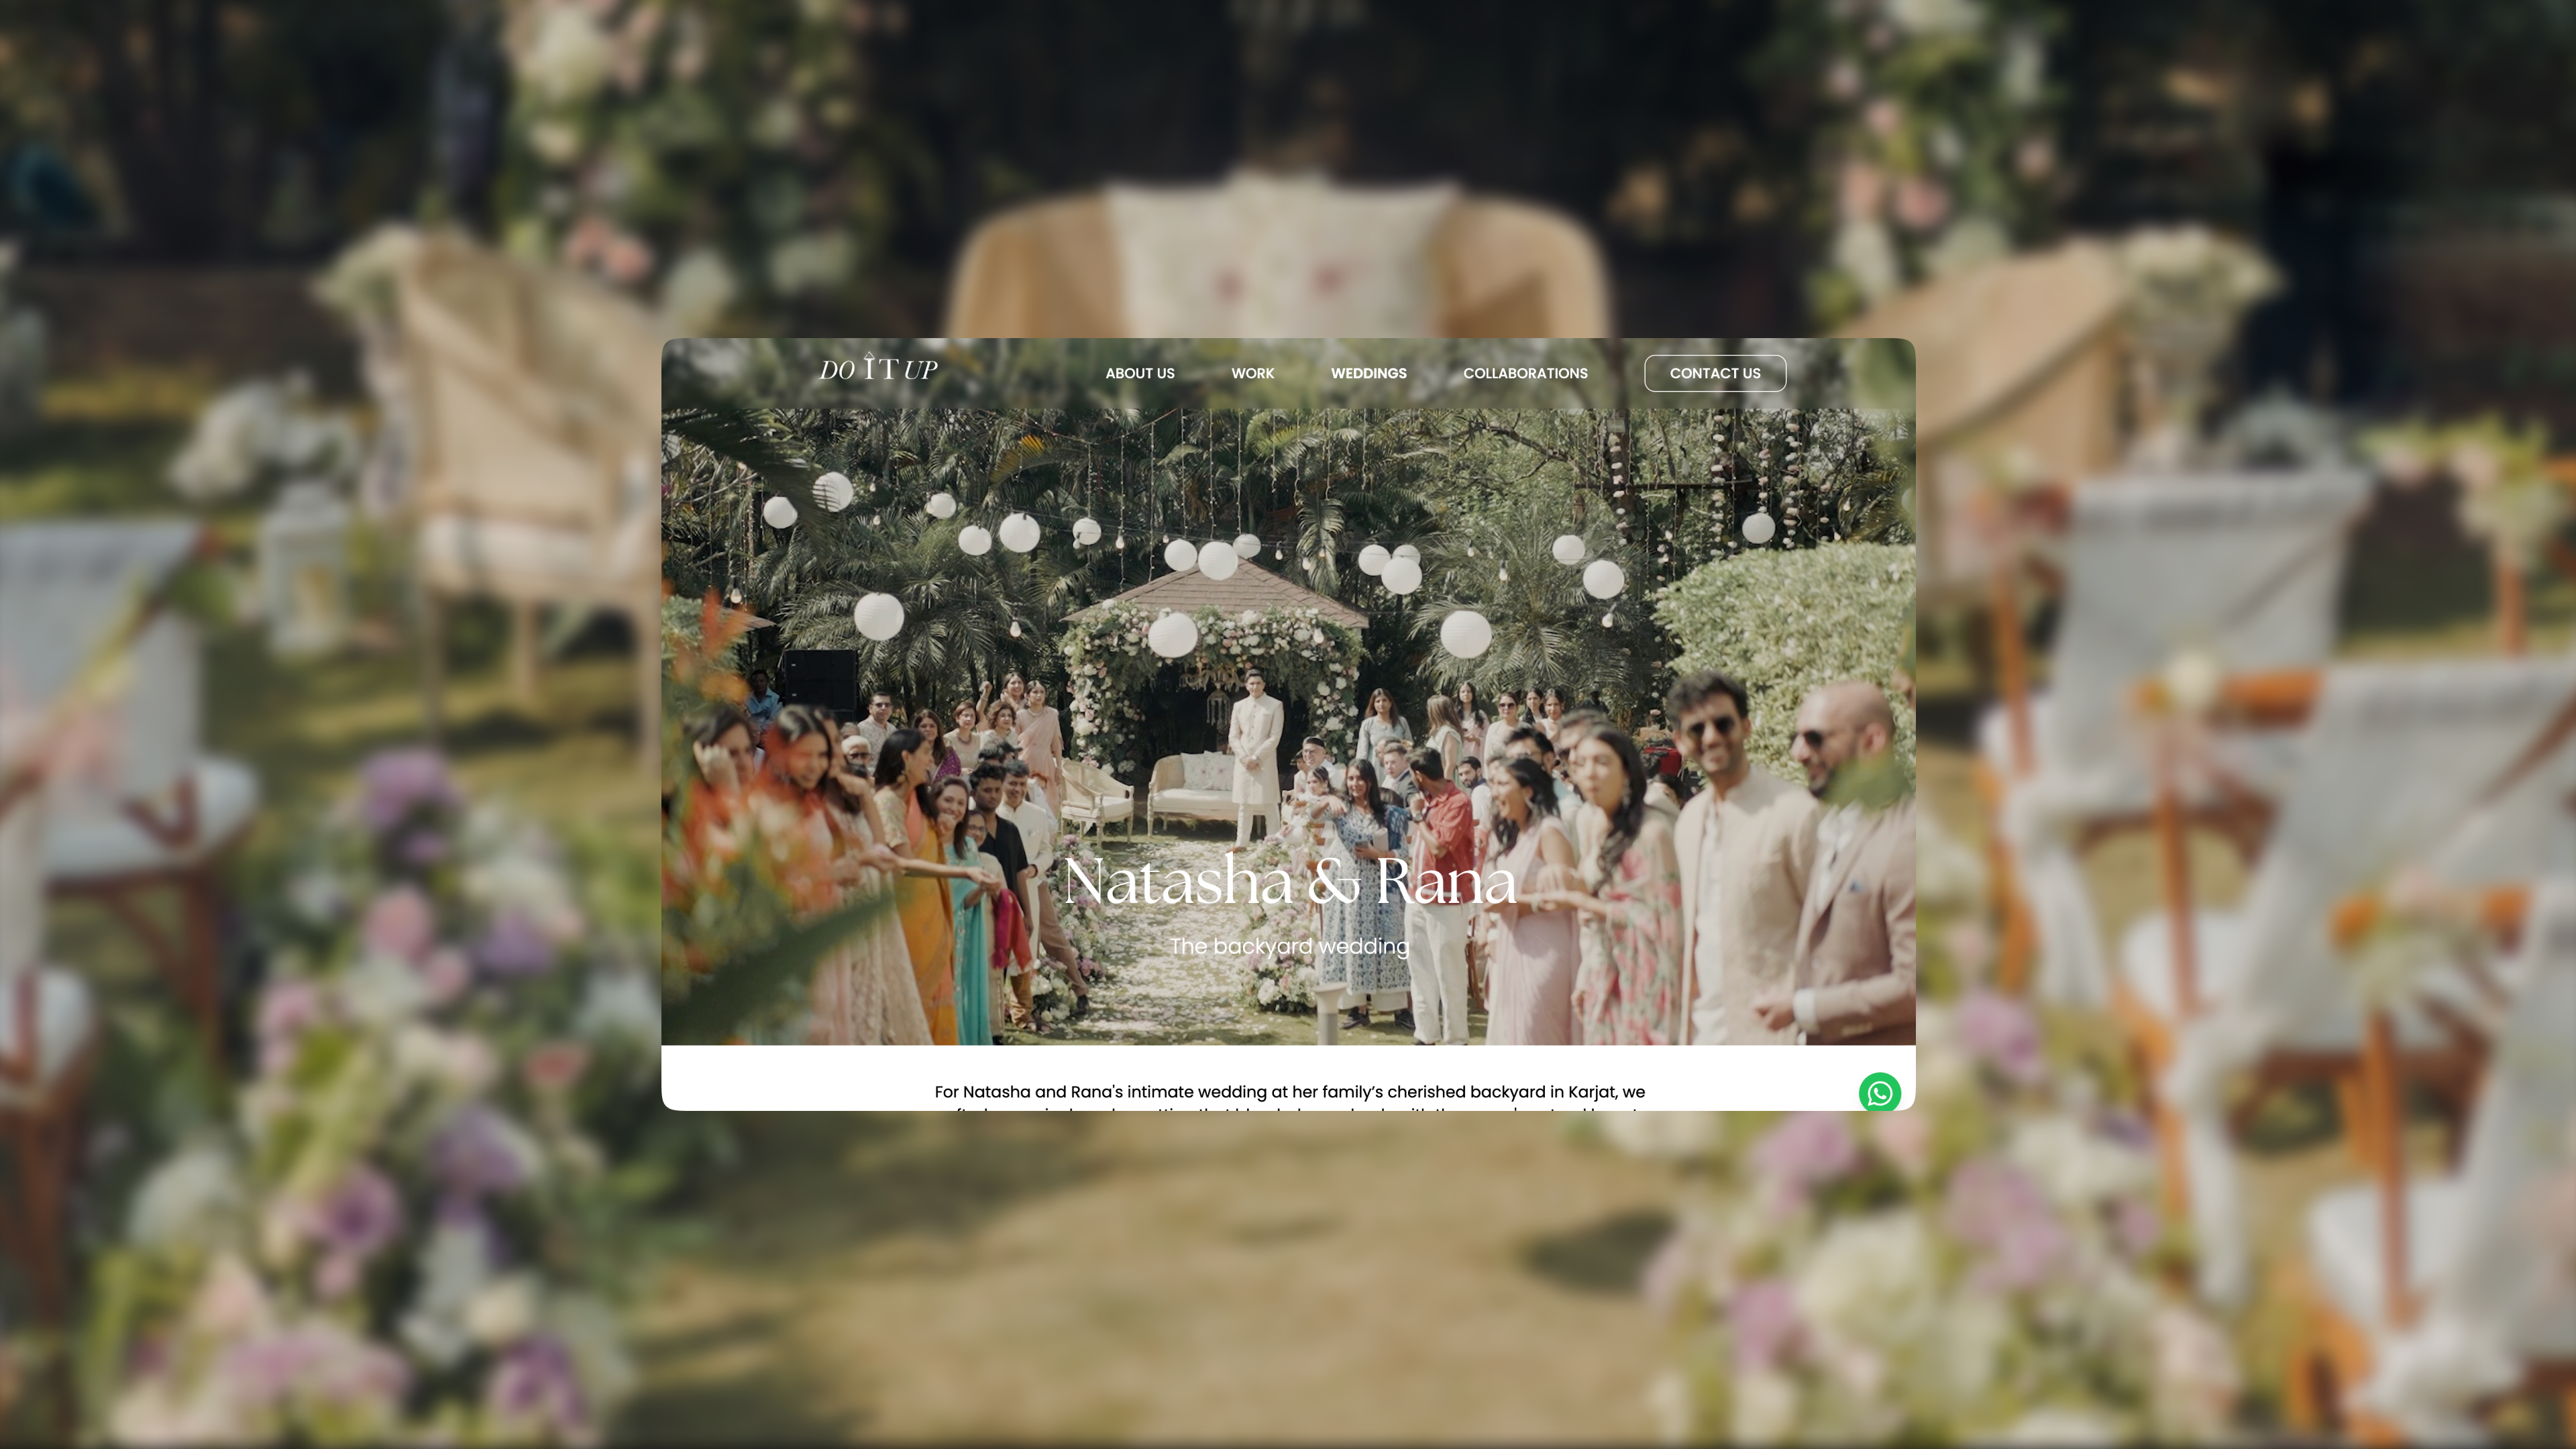 DO IT UP
ABOUT US
WORK
WEDDINGS
COLLABORATIONS
CONTACT US
Natasha & Rana
The backyard wedding
For Natasha and Rana's intimate wedding at her family’s cherished backyard in Karjat, we